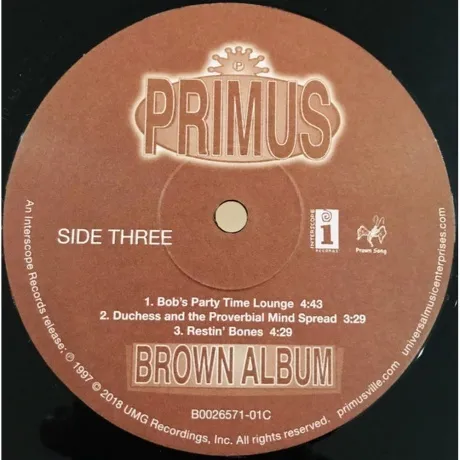 PRIMUS
SIDE THREE
INTERSCOPE
i
RECORDS
Prawn Song
1. Bob's Party Time Lounge 4:43
2. Duchess and the Proverbial Mind Spread 3:29
3. Restin' Bones 4:29
BROWN ALBUM
B0026571-01C
An Interscope Records release; ℗ 1997 © 2018 UMG Recordings, Inc. All rights reserved. primusville.com. universalmusicenterprises.com